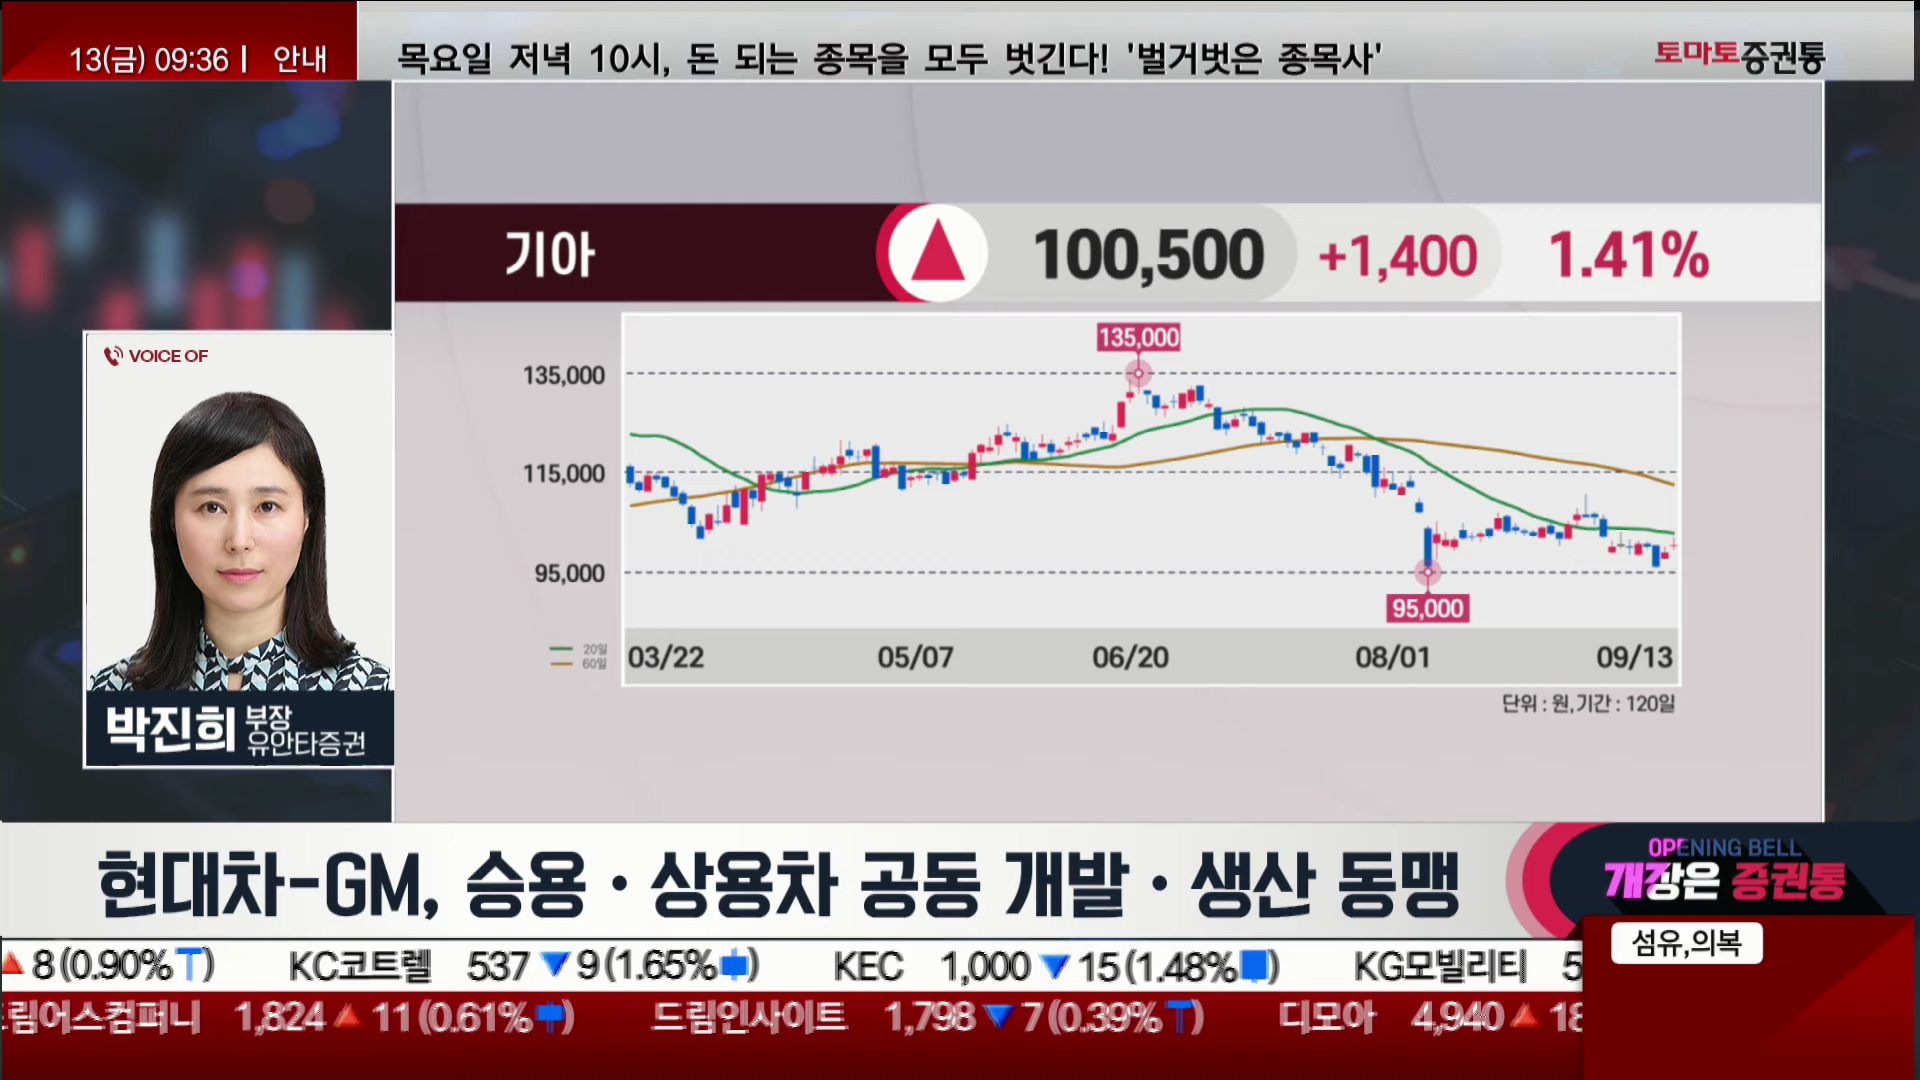 13(금) 09:36 | 안내
목요일 저녁 10시, 돈 되는 종목을 모두 벗긴다! '벌거벗은 종목사'
토마토증권통
기아 100,500 +1,400 1.41%
VOICE OF
박진희 부장
유안타증권
135,000
135,000
115,000
95,000
95,000
20일
60일
03/22 05/07 06/20 08/01 09/13
단위 : 원, 기간 : 120일
현대차-GM, 승용·상용차 공동 개발·생산 동맹
OPENING BELL
개장은 증권통
섬유,의복
▲ 8(0.90%) KC코트렐 537 ▼ 9(1.65%) KEC 1,000 ▼ 15(1.48%) KG모빌리티 5
림어스컴퍼니 1,824 ▲ 11(0.61%) 드림인사이트 1,798 ▼ 7(0.39%) 디모아 4,940 ▲ 18